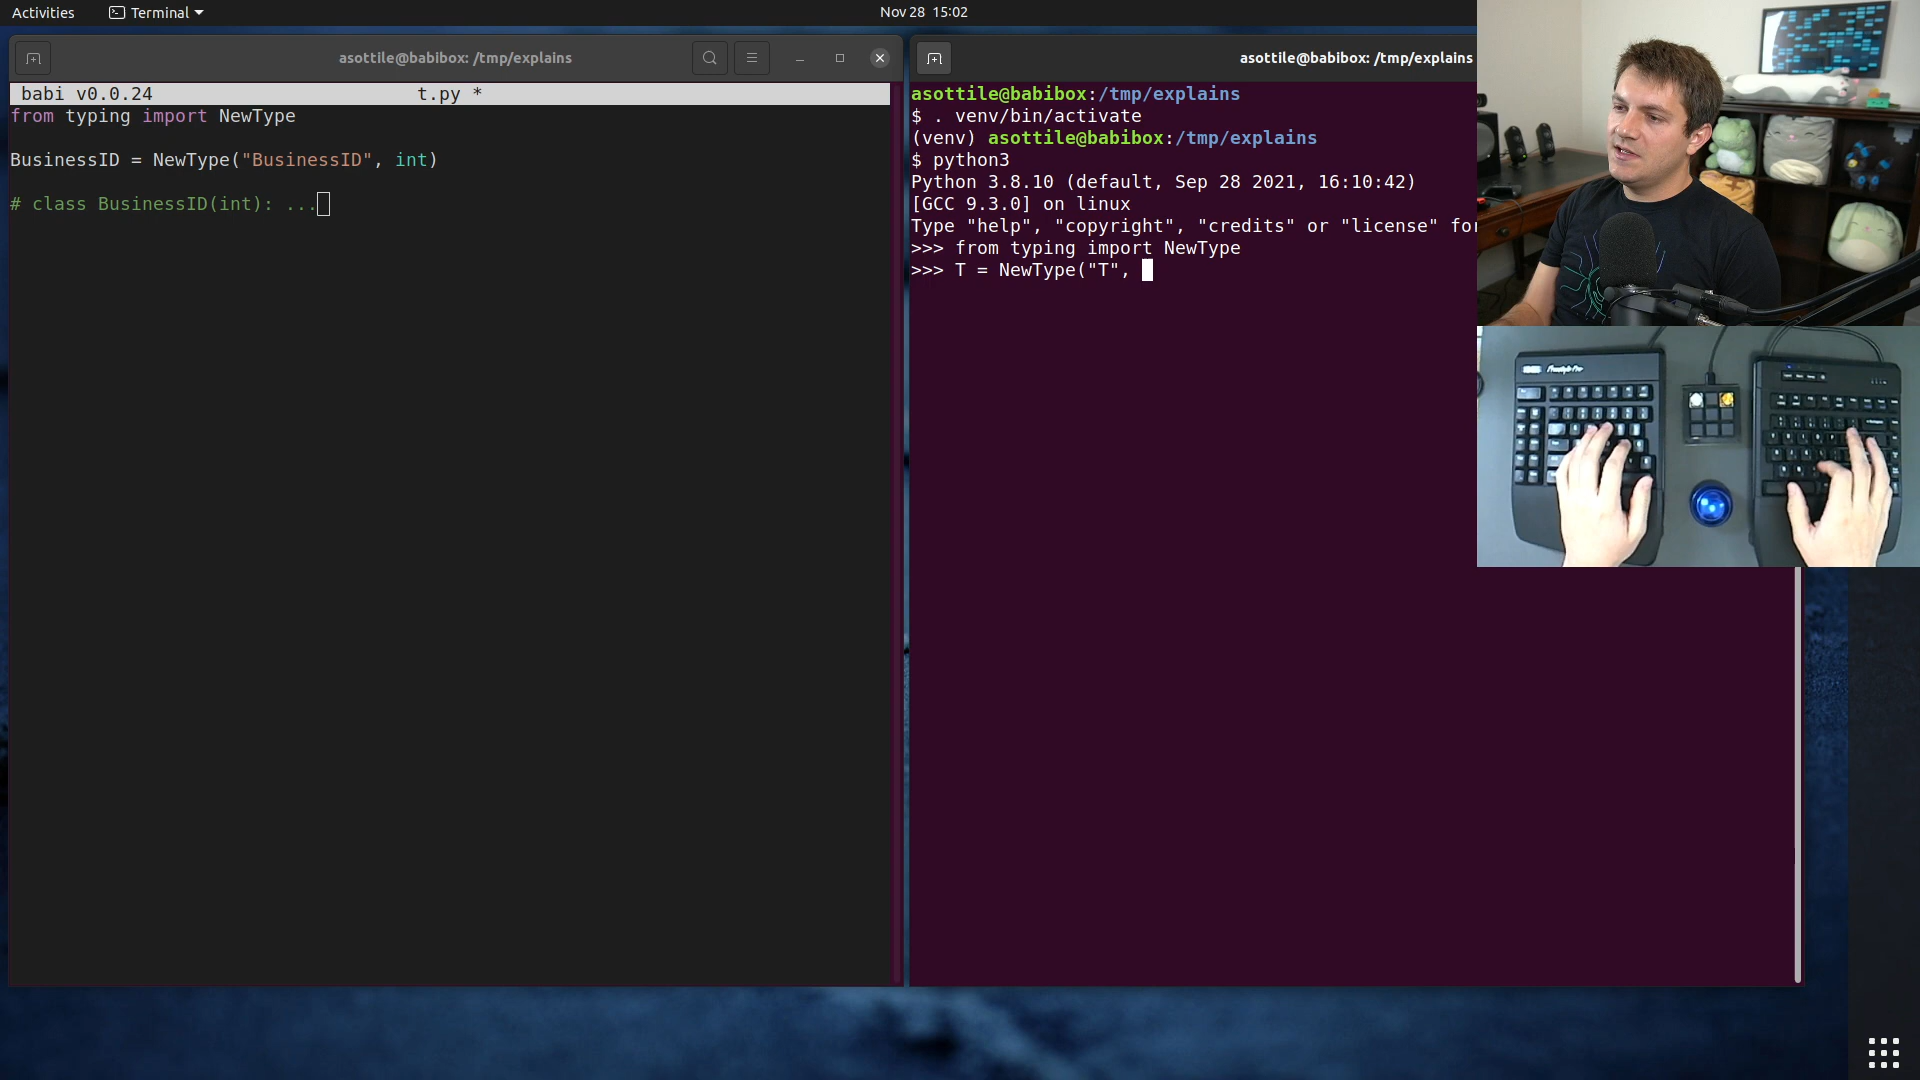 Activities
Terminal
Nov 28 15:02
asottile@babibox: /tmp/explains
babi v0.0.24 t.py *
from typing import NewType
BusinessID = NewType("BusinessID", int)
# class BusinessID(int): ...
asottile@babibox: /tmp/explains
asottile@babibox:/tmp/explains
$ . venv/bin/activate
(venv) asottile@babibox:/tmp/explains
$ python3
Python 3.8.10 (default, Sep 28 2021, 16:10:42)
[GCC 9.3.0] on linux
Type "help", "copyright", "credits" or "license" for
>>> from typing import NewType
>>> T = NewType("T",
Freestyle Pro